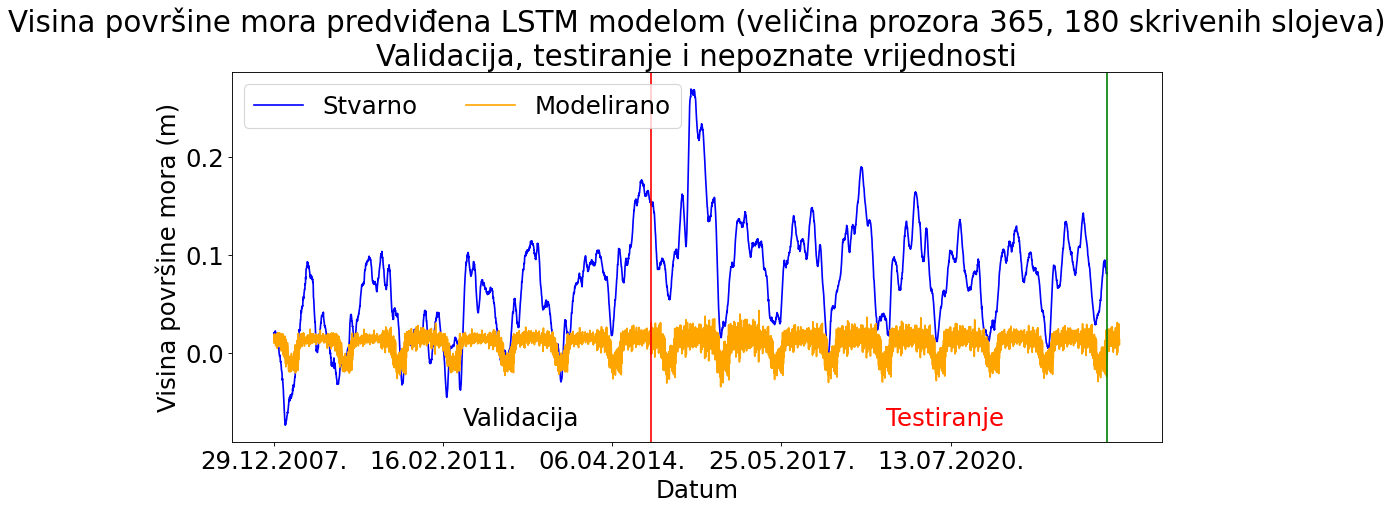 Visina površine mora predviđena LSTM modelom (veličina prozora 365, 180 skrivenih slojeva)
Validacija, testiranje i nepoznate vrijednosti
Stvarno Modelirano
Visina površine mora (m)
0.2
0.1
0.0
Validacija Testiranje
29.12.2007. 16.02.2011. 06.04.2014. 25.05.2017. 13.07.2020.
Datum